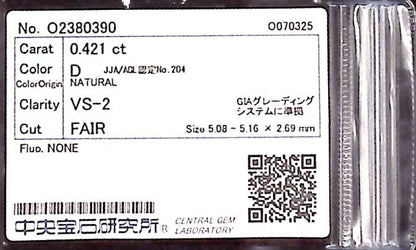 No. O2380390 O070325
Carat 0.421 ct
Color D JJA/AGL認定No.204
ColorOrigin NATURAL
Clarity VS-2 GIAグレーディング
システムに準拠
Cut FAIR Size 5.08 - 5.16 × 2.69 mm
Fluo. NONE
中央宝石研究所® CENTRAL GEM
LABORATORY